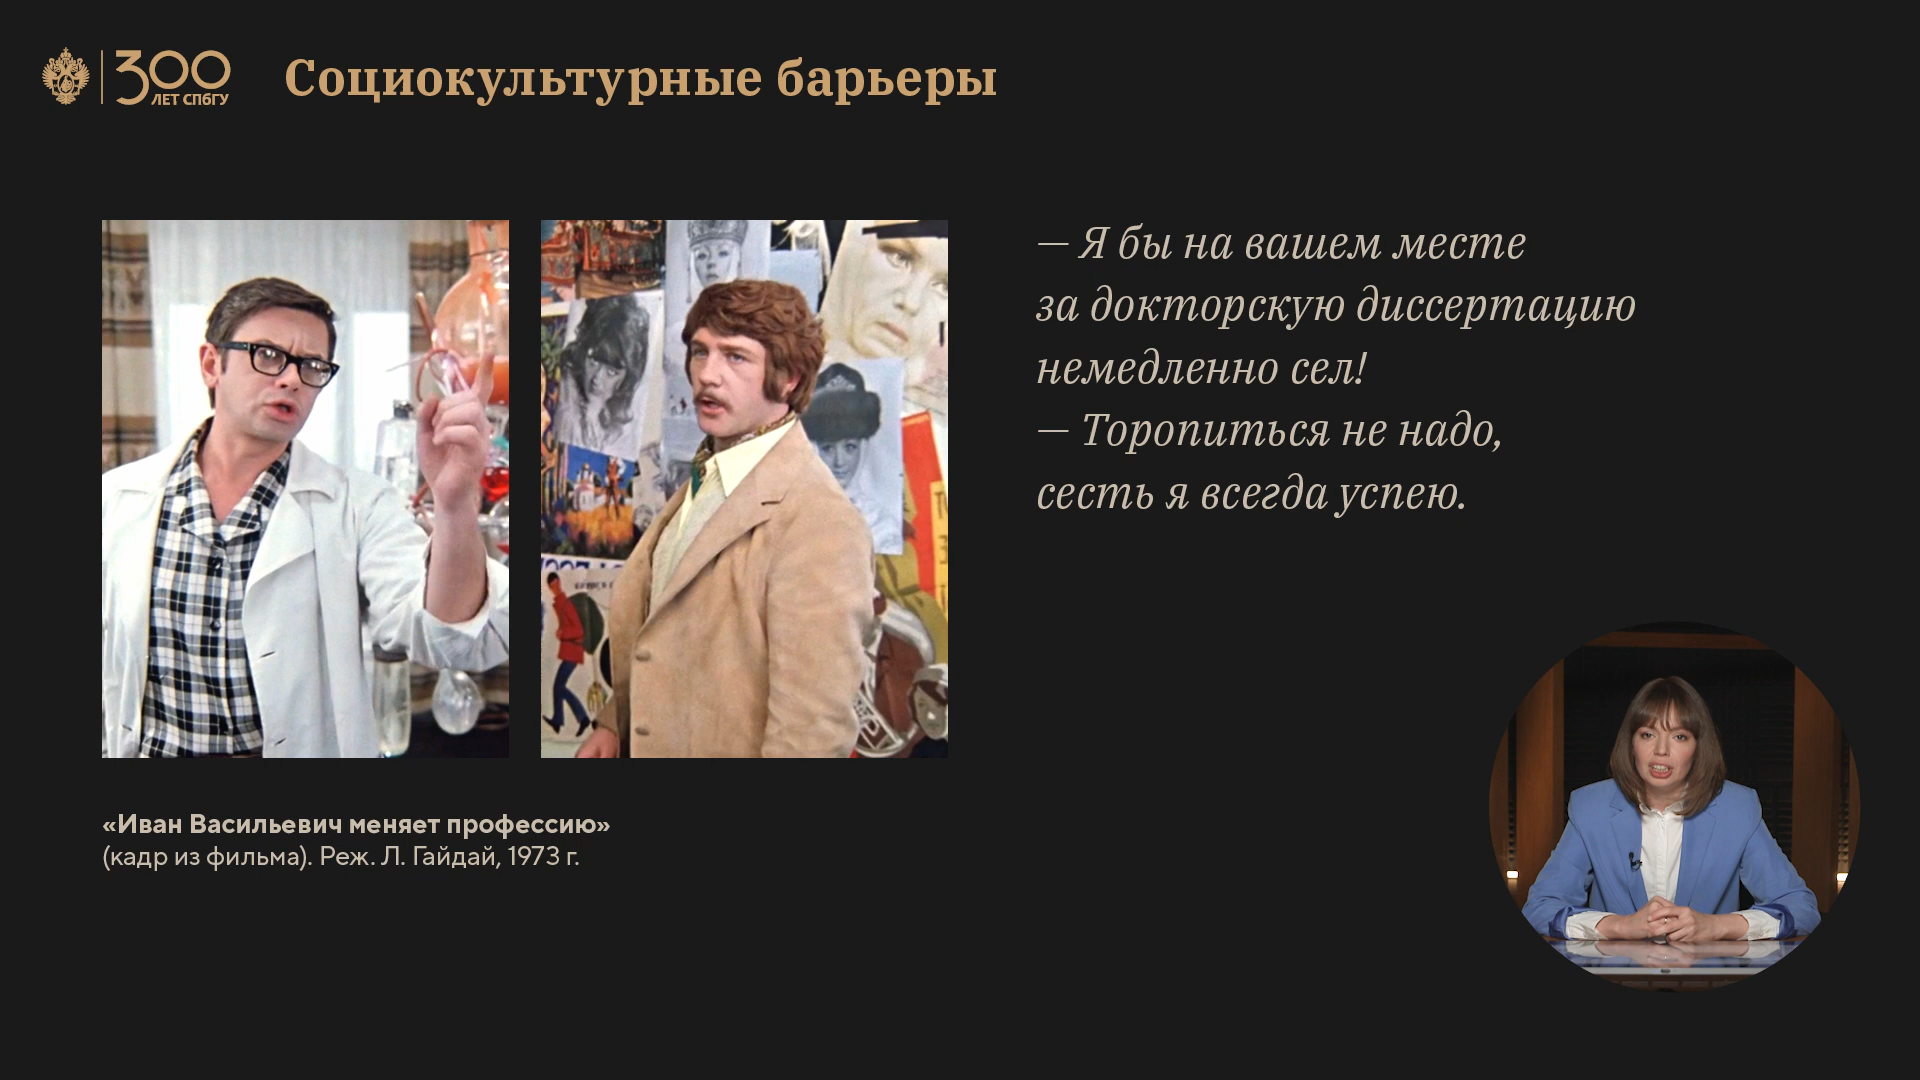 300
ЛЕТ СПбГУ
Социокультурные барьеры
— Я бы на вашем месте
за докторскую диссертацию
немедленно сел!
— Торопиться не надо,
сесть я всегда успею.
«Иван Васильевич меняет профессию»
(кадр из фильма). Реж. Л. Гайдай, 1973 г.